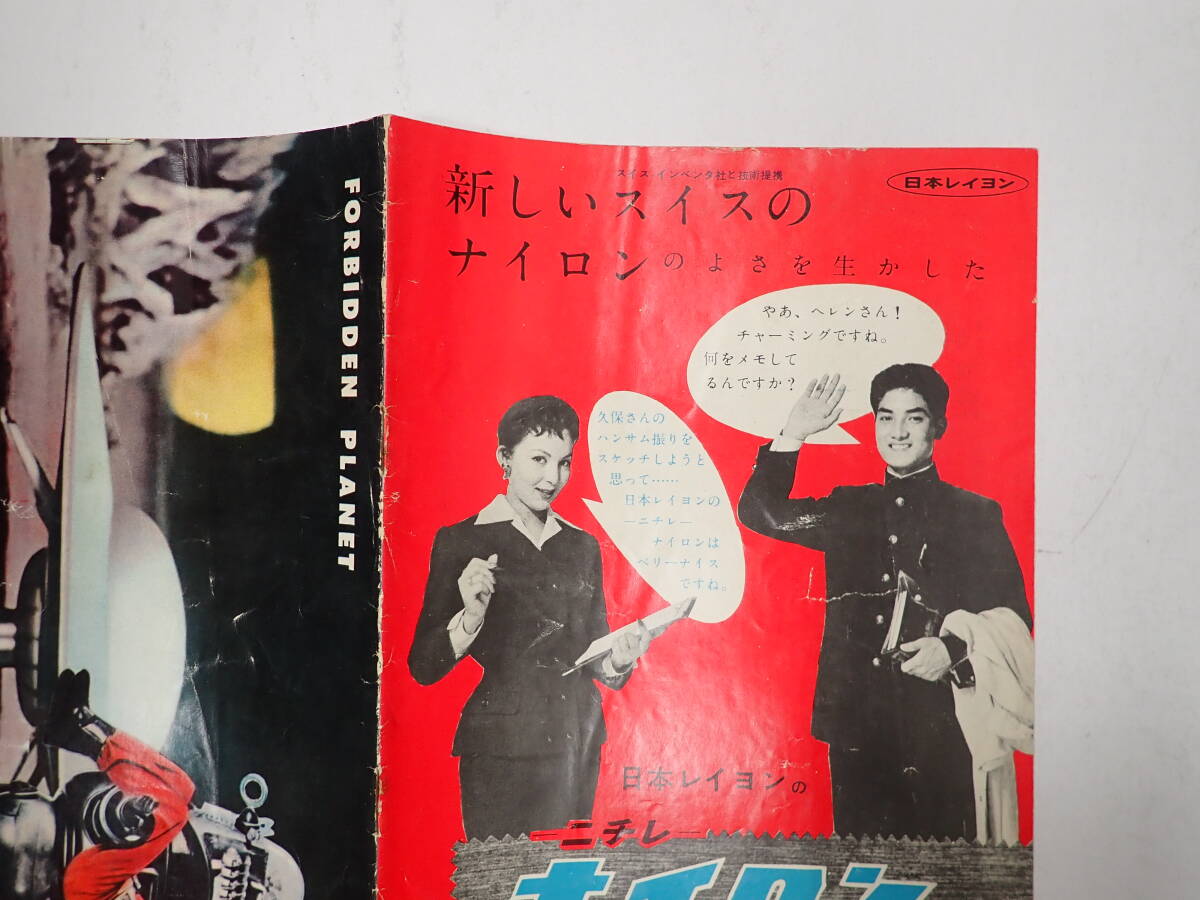 FORBIDDEN PLANET
スイス インベンタ社と技術提携
新しいスイスの
ナイロンのよさを生かした
日本レイヨン
やあ、ヘレンさん!
チャーミングですね。
何をメモして
るんですか?
久保さんの
ハンサム振りを
スケッチしようと
思って……
日本レイヨンの
―ニチレ―
ナイロンは
ベリーナイス
ですね。
日本レイヨンの
―ニチレ―
ナイロン